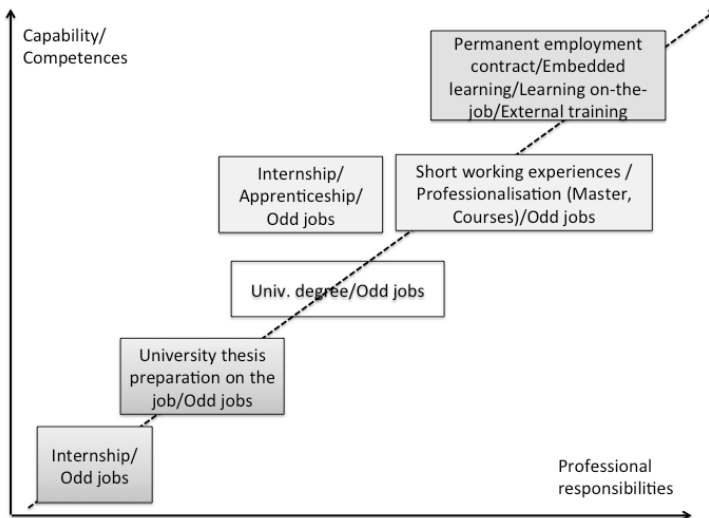 Capability/
Competences
Permanent employment
contract/Embedded
learning/Learning on-the-
job/External training
Internship/
Apprenticeship/
Odd jobs
Short working experiences /
Professionalisation (Master,
Courses)/Odd jobs
Univ. degree/Odd jobs
University thesis
preparation on the
job/Odd jobs
Internship/
Odd jobs
Professional
responsibilities